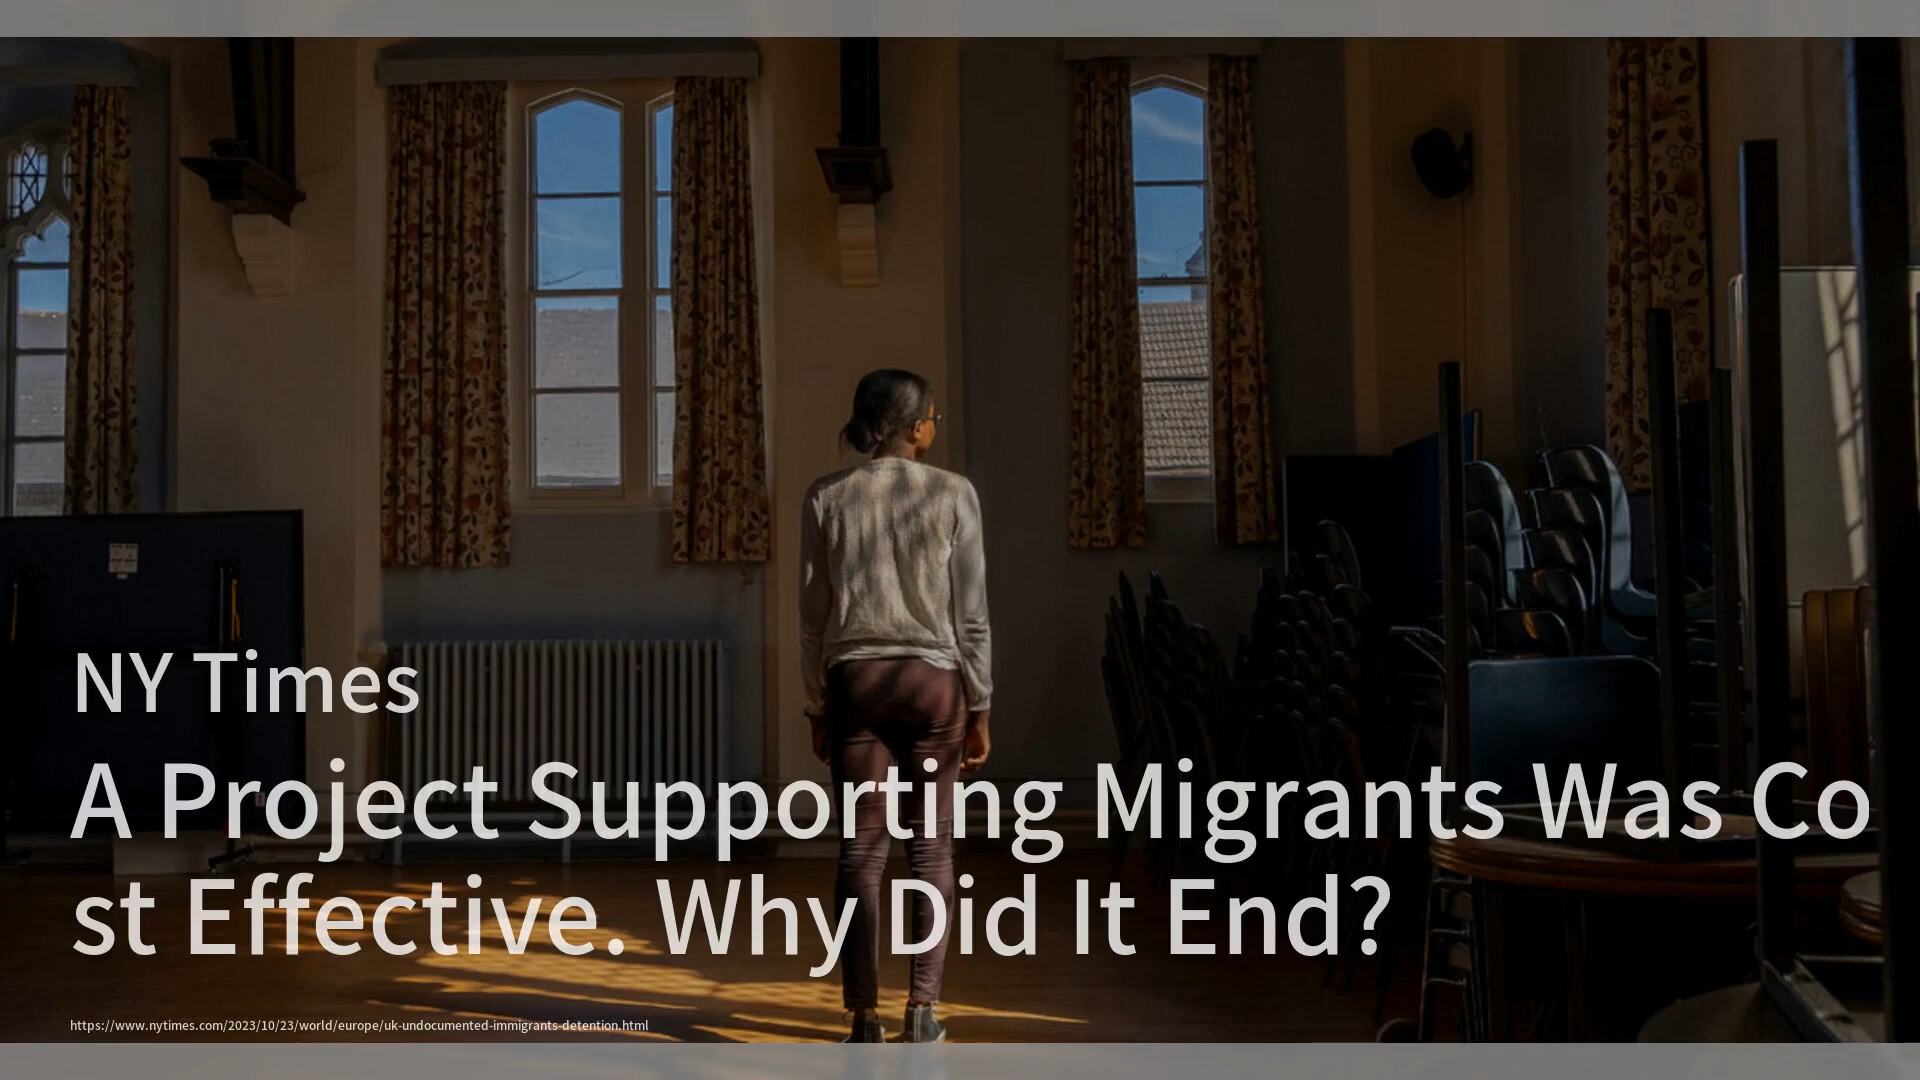 NY Times
A Project Supporting Migrants Was Co
st Effective. Why Did It End?
https://www.nytimes.com/2023/10/23/world/europe/uk-undocumented-immigrants-detention.html